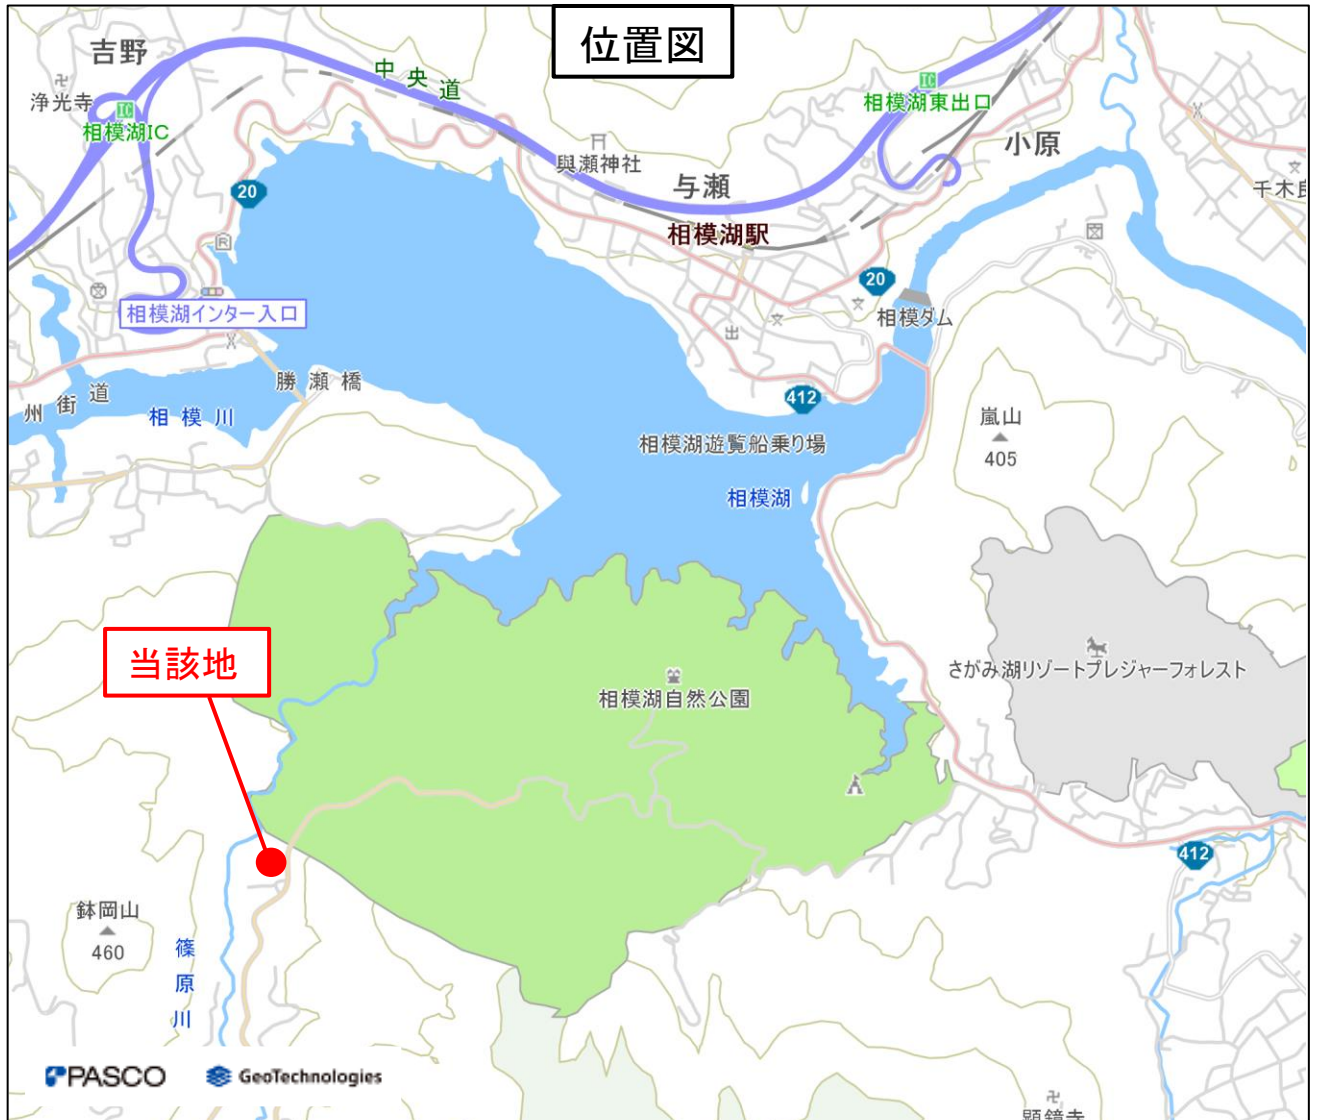 位置図
吉野
中央道
IC
相模湖東出口
浄光寺
IC
相模湖IC
小原
與瀬神社
与瀬
千木良
20
相模湖駅
20
相模湖インター入口
相模ダム
勝瀬橋
州街道
412
相模川
嵐山
405
相模湖遊覧船乗り場
相模湖
当該地
さがみ湖リゾートプレジャーフォレスト
相模湖自然公園
412
鉢岡山
460
篠原川
PASCO
GeoTechnologies
顕鏡寺